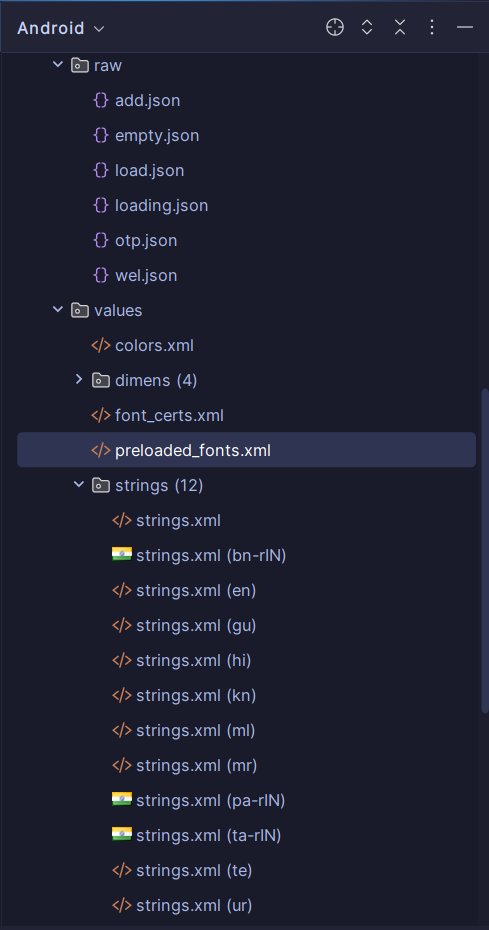 Android
raw
add.json
empty.json
load.json
loading.json
otp.json
wel.json
values
colors.xml
dimens (4)
font_certs.xml
preloaded_fonts.xml
strings (12)
strings.xml
strings.xml (bn-rIN)
strings.xml (en)
strings.xml (gu)
strings.xml (hi)
strings.xml (kn)
strings.xml (ml)
strings.xml (mr)
strings.xml (pa-rIN)
strings.xml (ta-rIN)
strings.xml (te)
strings.xml (ur)